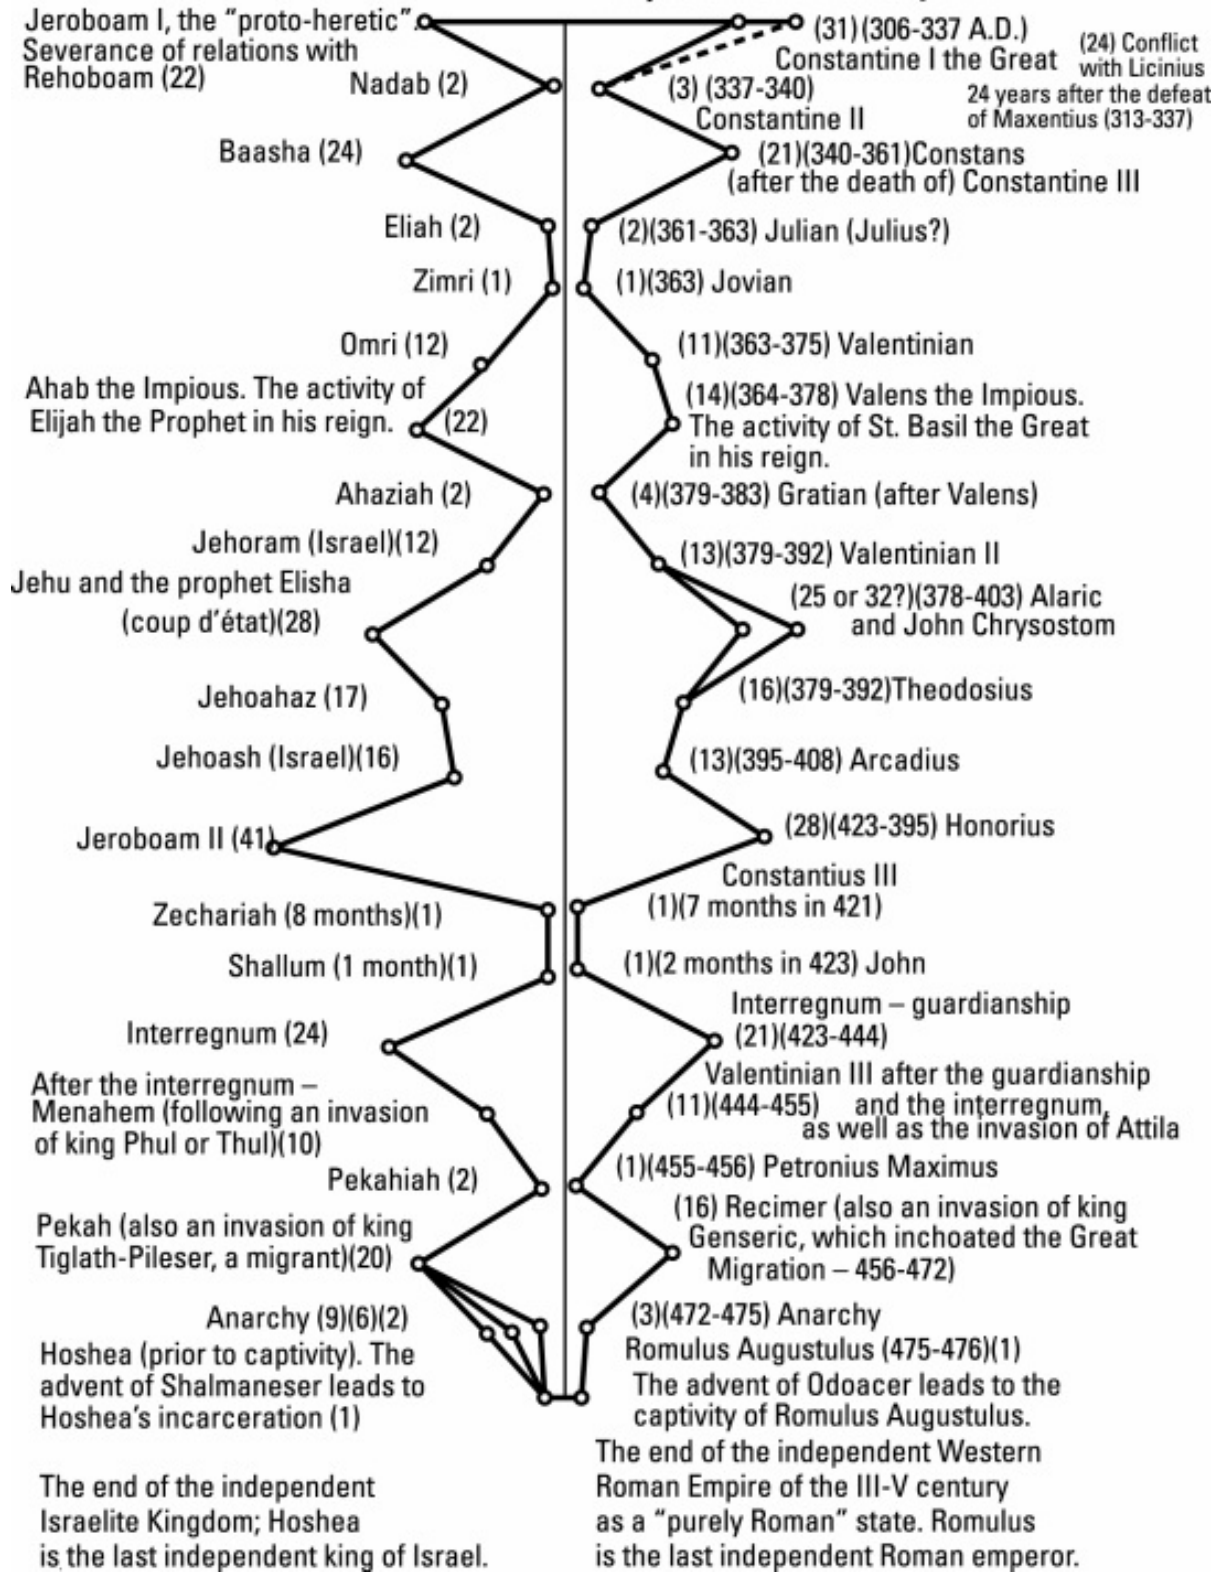 Jeroboam I, the “proto-heretic”.
Severance of relations with
Rehoboam (22)
Nadab (2)
Baasha (24)
Eliah (2)
Zimri (1)
Omri (12)
Ahab the Impious. The activity of
Elijah the Prophet in his reign. (22)
Ahaziah (2)
Jehoram (Israel)(12)
Jehu and the prophet Elisha
(coup d’état)(28)
Jehoahaz (17)
Jehoash (Israel)(16)
Jeroboam II (41)
Zechariah (8 months)(1)
Shallum (1 month)(1)
Interregnum (24)
After the interregnum –
Menahem (following an invasion
of king Phul or Thul)(10)
Pekahiah (2)
Pekah (also an invasion of king
Tiglath-Pileser, a migrant)(20)
Anarchy (9)(6)(2)
Hoshea (prior to captivity). The
advent of Shalmaneser leads to
Hoshea’s incarceration (1)
The end of the independent
Israelite Kingdom; Hoshea
is the last independent king of Israel.
(31)(306-337 A.D.)
Constantine I the Great
(24) Conflict
with Licinius
24 years after the defeat
of Maxentius (313-337)
(3) (337-340)
Constantine II
(21)(340-361)Constans
(after the death of) Constantine III
(2)(361-363) Julian (Julius?)
(1)(363) Jovian
(11)(363-375) Valentinian
(14)(364-378) Valens the Impious.
The activity of St. Basil the Great
in his reign.
(4)(379-383) Gratian (after Valens)
(13)(379-392) Valentinian II
(25 or 32?)(378-403) Alaric
and John Chrysostom
(16)(379-392)Theodosius
(13)(395-408) Arcadius
(28)(423-395) Honorius
Constantius III
(1)(7 months in 421)
(1)(2 months in 423) John
Interregnum – guardianship
(21)(423-444)
Valentinian III after the guardianship
(11)(444-455) and the interregnum,
as well as the invasion of Attila
(1)(455-456) Petronius Maximus
(16) Recimer (also an invasion of king
Genseric, which inchoated the Great
Migration – 456-472)
(3)(472-475) Anarchy
Romulus Augustulus (475-476)(1)
The advent of Odoacer leads to the
captivity of Romulus Augustulus.
The end of the independent Western
Roman Empire of the III-V century
as a “purely Roman” state. Romulus
is the last independent Roman emperor.